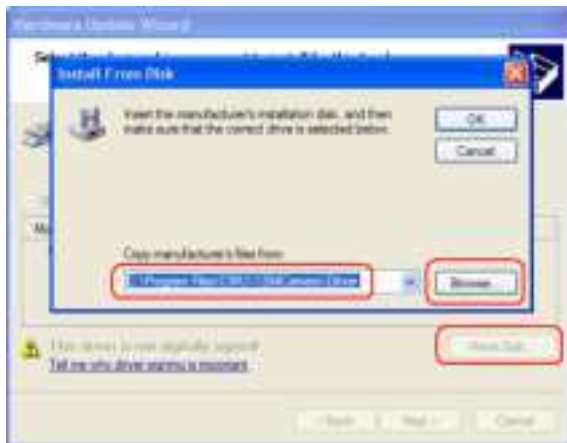 Hardware Update Wizard
Install From Disk
Insert the manufacturer's installation disk, and then
make sure that the correct drive is selected below.
OK
Cancel
Copy manufacturer's files from:
Browse...
This driver is not digitally signed!
Tell me why driver signing is important
Have Disk...
< Back
Next >
Cancel